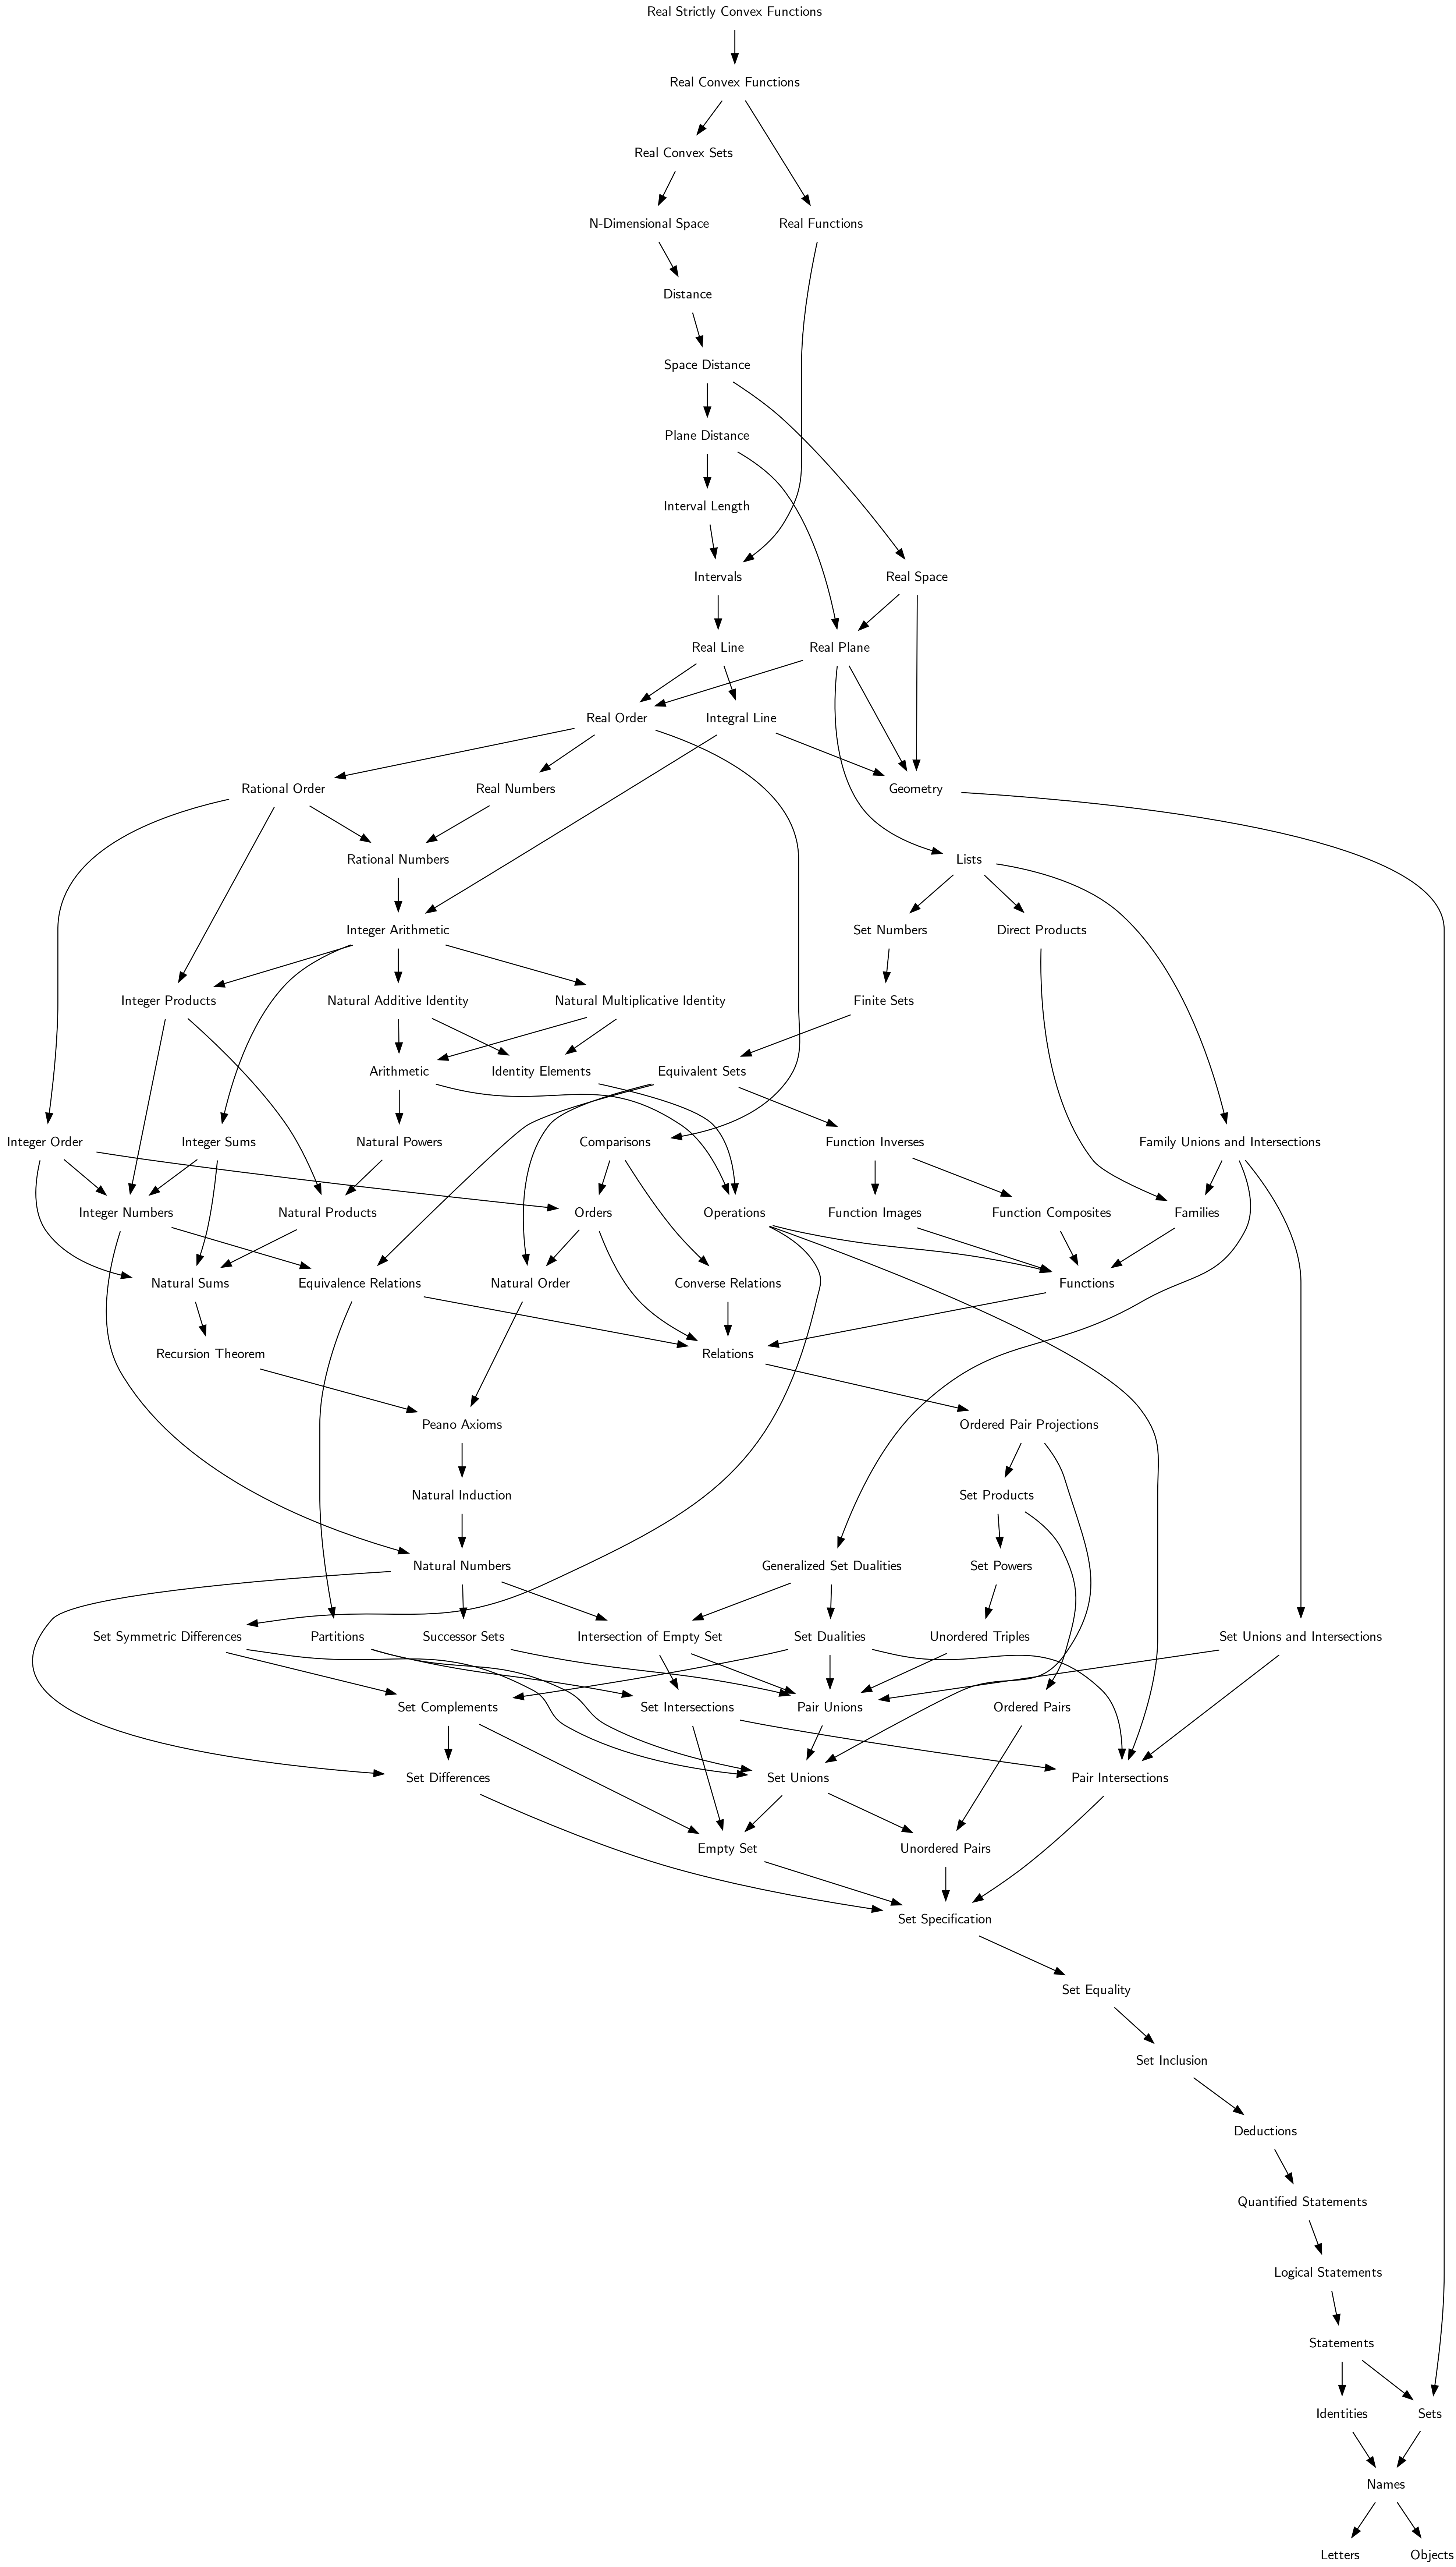 Real Strictly Convex Functions
Real Convex Functions
Real Convex Sets
N-Dimensional Space
Real Functions
Distance
Space Distance
Plane Distance
Interval Length
Intervals
Real Space
Real Line
Real Plane
Real Order
Integral Line
Rational Order
Real Numbers
Geometry
Rational Numbers
Lists
Integer Arithmetic
Set Numbers
Direct Products
Integer Products
Natural Additive Identity
Natural Multiplicative Identity
Finite Sets
Arithmetic
Identity Elements
Equivalent Sets
Integer Order
Integer Sums
Natural Powers
Comparisons
Function Inverses
Family Unions and Intersections
Integer Numbers
Natural Products
Orders
Operations
Function Images
Function Composites
Families
Natural Sums
Equivalence Relations
Natural Order
Converse Relations
Functions
Recursion Theorem
Relations
Peano Axioms
Ordered Pair Projections
Natural Induction
Set Products
Natural Numbers
Generalized Set Dualities
Set Powers
Set Symmetric Differences
Partitions
Successor Sets
Intersection of Empty Set
Set Dualities
Unordered Triples
Set Unions and Intersections
Set Complements
Set Intersections
Pair Unions
Ordered Pairs
Set Differences
Set Unions
Pair Intersections
Empty Set
Unordered Pairs
Set Specification
Set Equality
Set Inclusion
Deductions
Quantified Statements
Logical Statements
Statements
Identities
Sets
Names
Letters
Objects